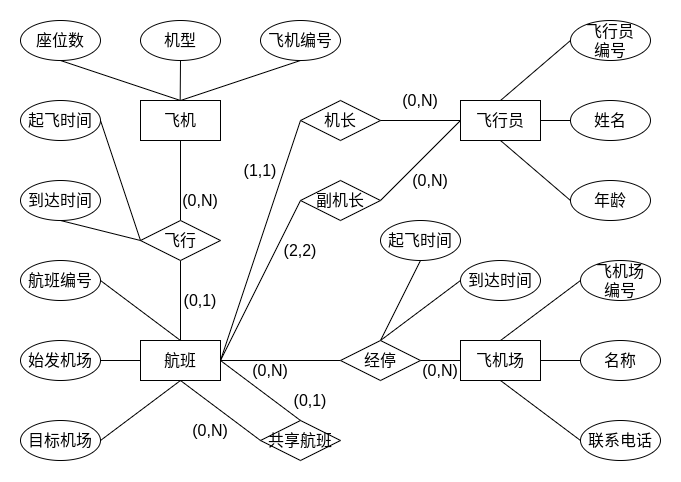 座位数
机型
飞机编号
飞行员
编号
起飞时间
飞机
机长
(0,N)
飞行员
姓名
(1,1)
到达时间
(0,N)
副机长
(0,N)
年龄
飞行
(2,2)
起飞时间
航班编号
(0,1)
到达时间
飞机场
编号
始发机场
航班
(0,N)
经停
(0,N)
飞机场
名称
(0,1)
目标机场
(0,N)
共享航班
联系电话